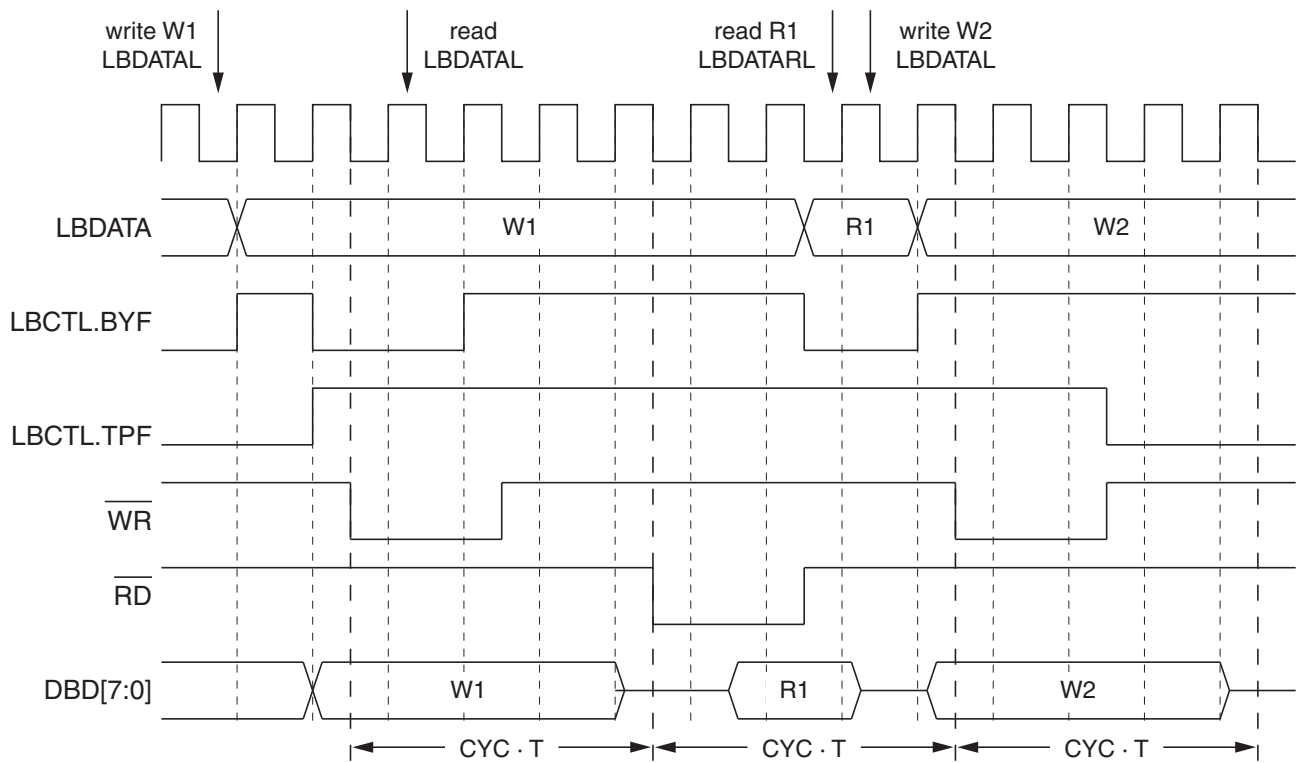 write W1
LBDATAL
read
LBDATAL
read R1
LBDATARL
write W2
LBDATAL
LBDATA
W1
R1
W2
LBCTL.BYF
LBCTL.TPF
WR
RD
DBD[7:0]
W1
R1
W2
CYC · T
CYC · T
CYC · T